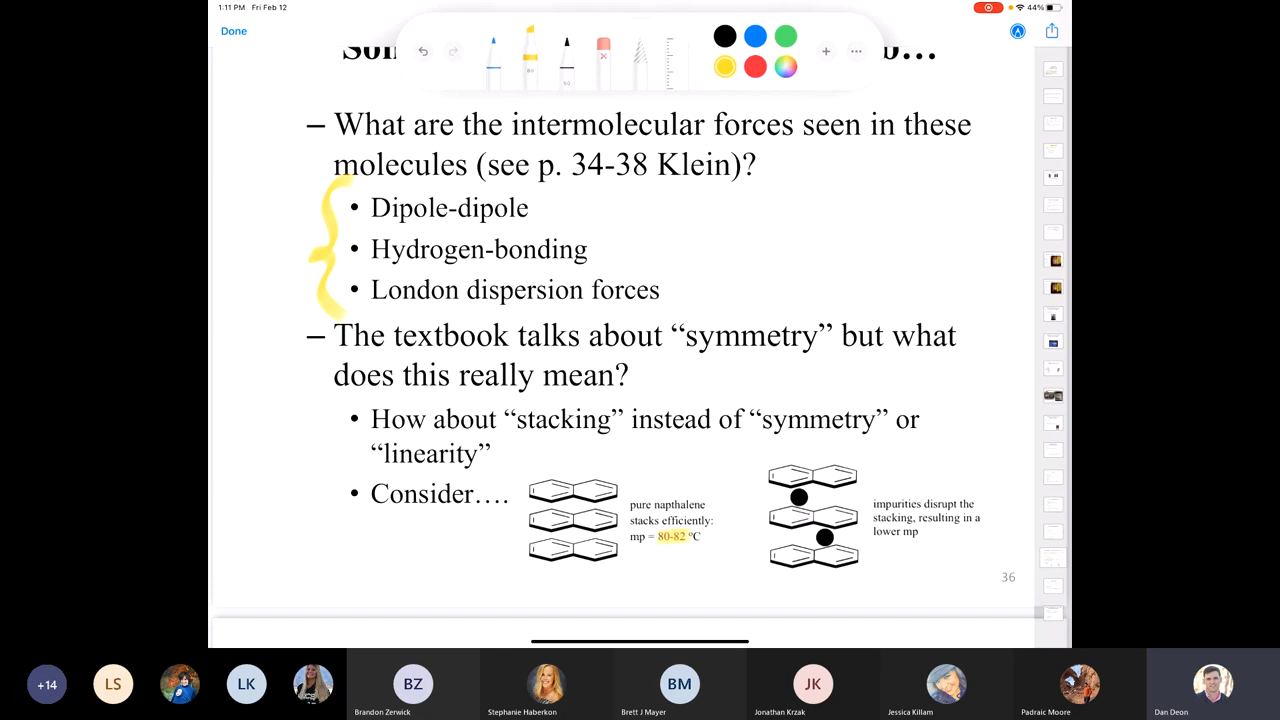 1:11 PM Fri Feb 12
44%
Done
– What are the intermolecular forces seen in these
molecules (see p. 34-38 Klein)?
• Dipole-dipole
• Hydrogen-bonding
• London dispersion forces
– The textbook talks about “symmetry” but what
does this really mean?
• How about “stacking” instead of “symmetry” or
“linearity”
• Consider….
pure napthalene
stacks efficiently:
mp = 80-82 °C
impurities disrupt the
stacking, resulting in a
lower mp
36
+14
LS
LK
BZ
BM
JK
Brandon Zerwick
Stephanie Haberkon
Brett J Mayer
Jonathan Krzak
Jessica Killam
Padraic Moore
Dan Deon